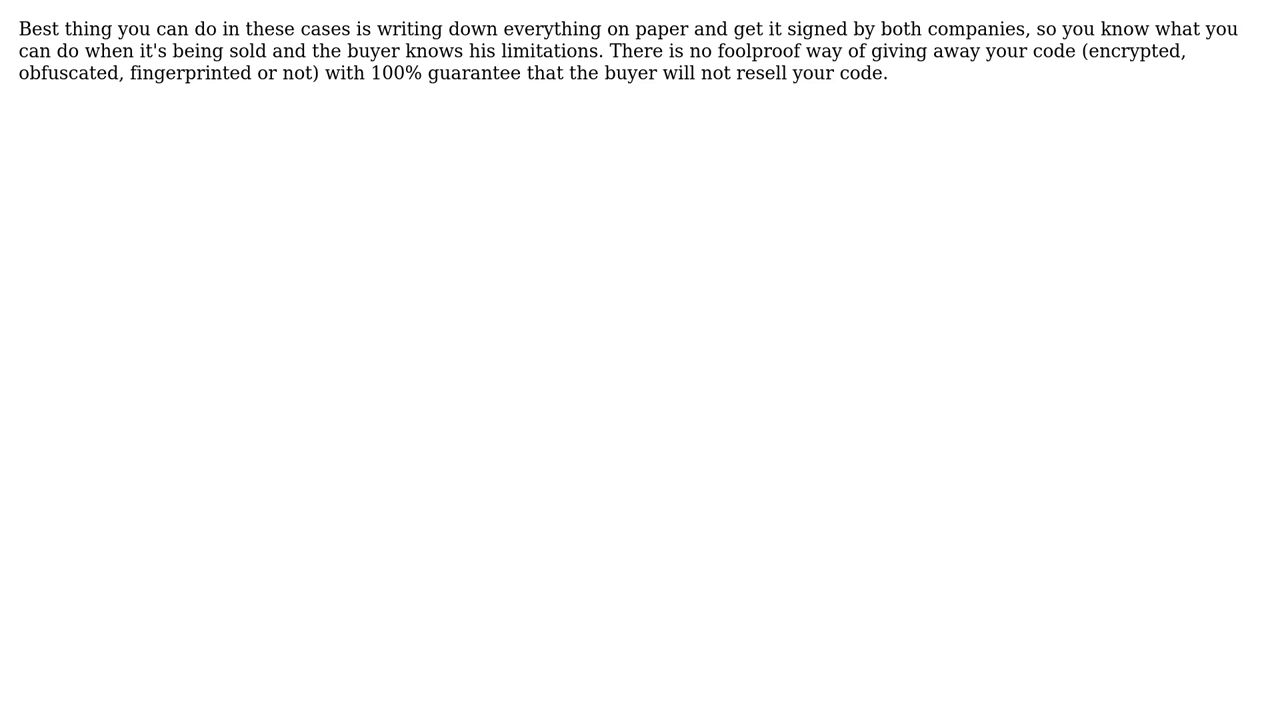 Best thing you can do in these cases is writing down everything on paper and get it signed by both companies, so you know what you
can do when it's being sold and the buyer knows his limitations. There is no foolproof way of giving away your code (encrypted,
obfuscated, fingerprinted or not) with 100% guarantee that the buyer will not resell your code.